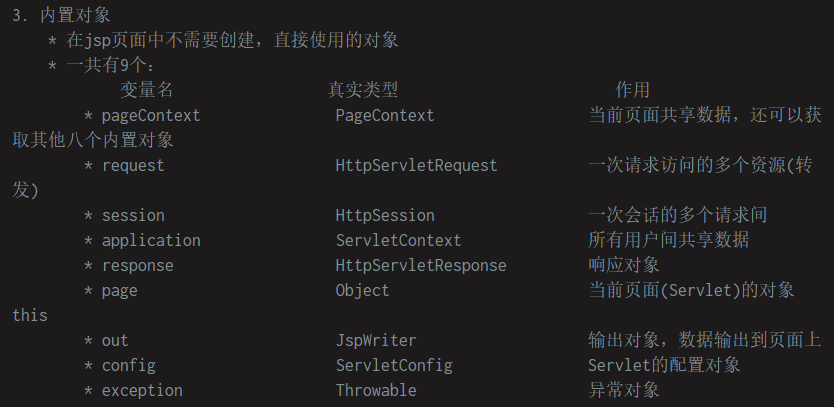 3. 内置对象
* 在jsp页面中不需要创建，直接使用的对象
* 一共有9个：
变量名 真实类型 作用
* pageContext PageContext 当前页面共享数据，还可以获
取其他八个内置对象
* request HttpServletRequest 一次请求访问的多个资源(转
发)
* session HttpSession 一次会话的多个请求间
* application ServletContext 所有用户间共享数据
* response HttpServletResponse 响应对象
* page Object 当前页面(Servlet)的对象
this
* out JspWriter 输出对象，数据输出到页面上
* config ServletConfig Servlet的配置对象
* exception Throwable 异常对象